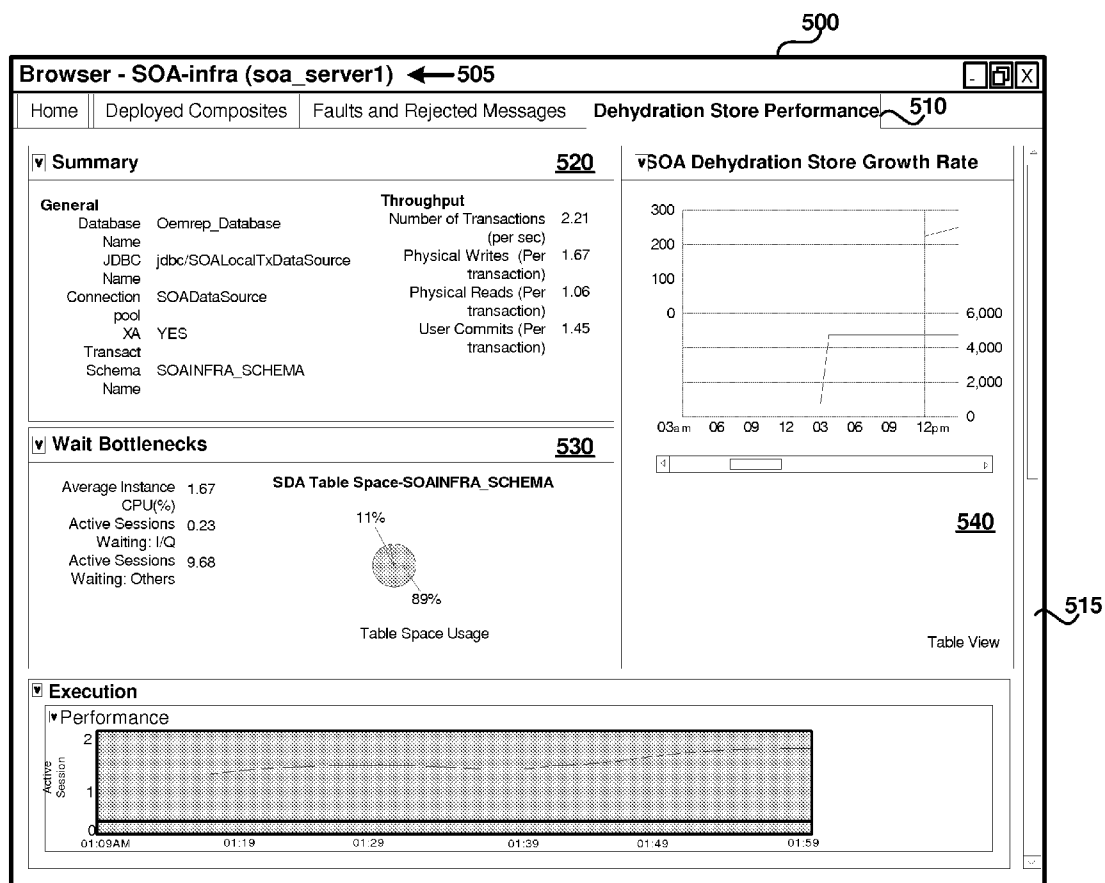 500
Browser - SOA-infra (soa_server1) 505
- X
Home Deployed Composites Faults and Rejected Messages Dehydration Store Performance 510
Summary 520
General
Database Name Oemrep_Database
JDBC Name jdbc/SOALocalTxDataSource
Connection pool SOADataSource
XA Transact YES
Schema Name SOAINFRA_SCHEMA
Throughput
Number of Transactions (per sec) 2.21
Physical Writes (Per transaction) 1.67
Physical Reads (Per transaction) 1.06
User Commits (Per transaction) 1.45
SOA Dehydration Store Growth Rate
300
200
100
0 6,000
4,000
2,000
0
03am 06 09 12 03 06 09 12pm
540
Table View
515
Wait Bottlenecks 530
Average Instance CPU(%) 1.67
Active Sessions Waiting: I/Q 0.23
Active Sessions Waiting: Others 9.68
SDA Table Space-SOAINFRA_SCHEMA
11%
89%
Table Space Usage
Execution
Performance
Active Session
2
1
0
01:09AM 01:19 01:29 01:39 01:49 01:59